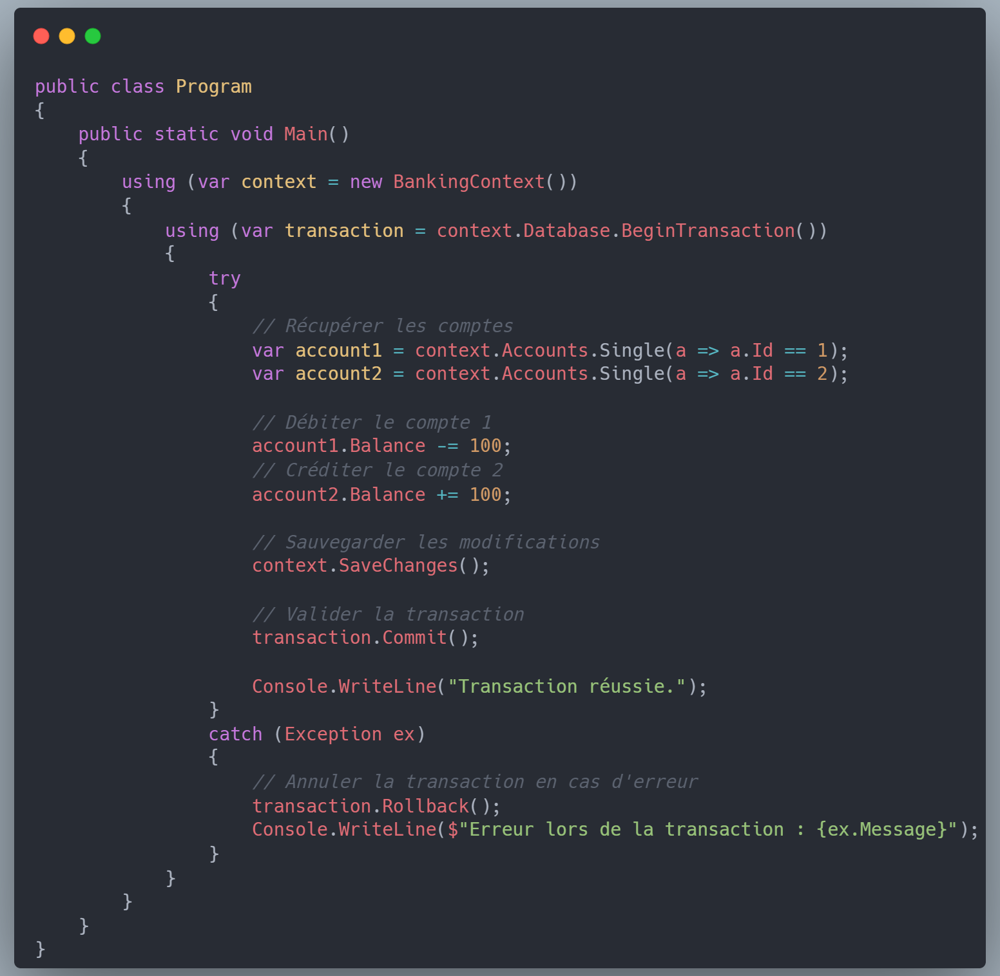 public class Program
{
    public static void Main()
    {
        using (var context = new BankingContext())
        {
            using (var transaction = context.Database.BeginTransaction())
            {
                try
                {
                    // Récupérer les comptes
                    var account1 = context.Accounts.Single(a => a.Id == 1);
                    var account2 = context.Accounts.Single(a => a.Id == 2);

                    // Débiter le compte 1
                    account1.Balance -= 100;
                    // Créditer le compte 2
                    account2.Balance += 100;

                    // Sauvegarder les modifications
                    context.SaveChanges();

                    // Valider la transaction
                    transaction.Commit();

                    Console.WriteLine("Transaction réussie.");
                }
                catch (Exception ex)
                {
                    // Annuler la transaction en cas d'erreur
                    transaction.Rollback();
                    Console.WriteLine($"Erreur lors de la transaction : {ex.Message}");
                }
            }
        }
    }
}